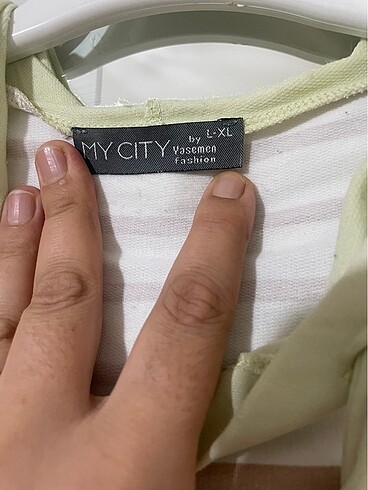 MY CITY
by L-XL
Yasemen
fashion